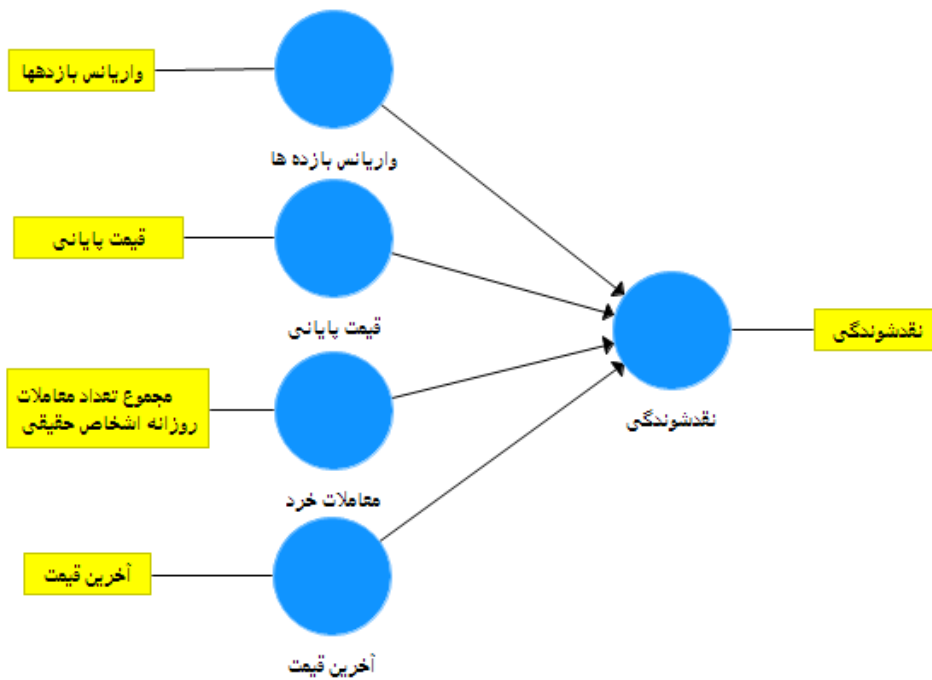 واریانس بازدهها
واریانس بازده ها
قیمت پایانی
قیمت پایانی
مجموع تعداد معاملات
روزانه اشخاص حقیقی
معاملات خرد
آخرین قیمت
آخرین قیمت
نقدشوندگی
نقدشوندگی